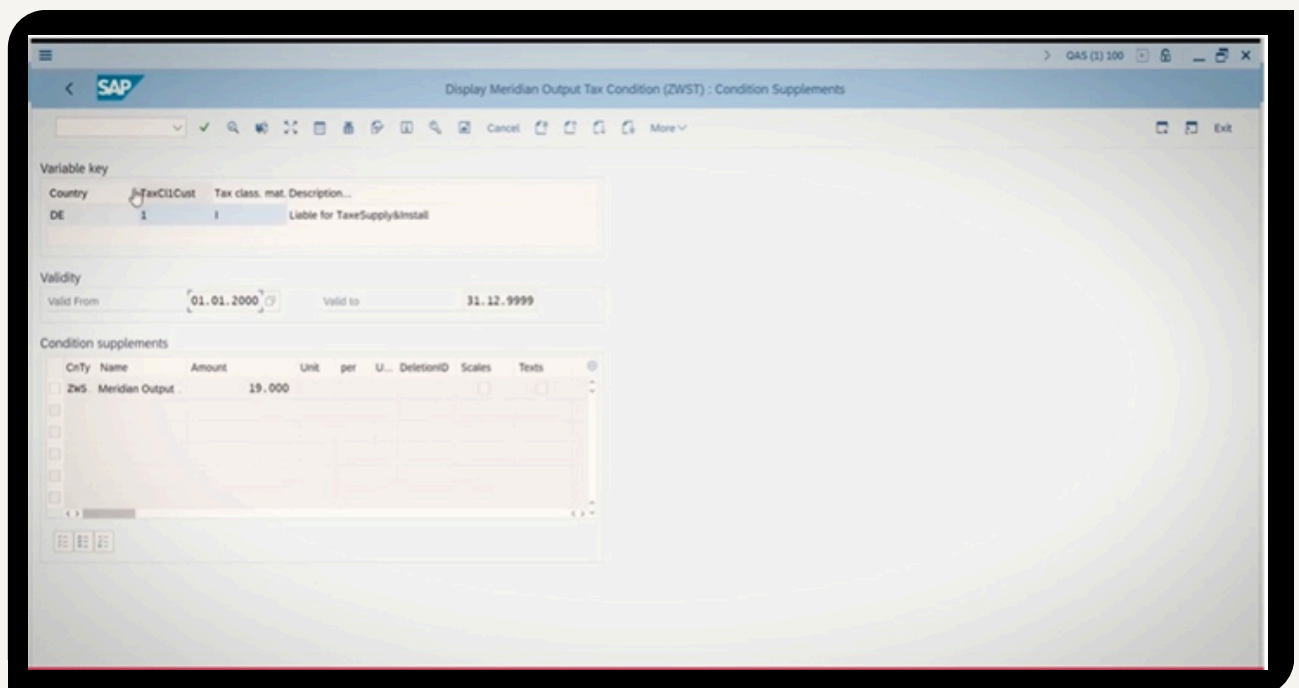 QAS (1) 100
SAP
Display Meridian Output Tax Condition (ZWST) : Condition Supplements
Cancel More Exit
Variable key
Country TaxCl1Cust Tax class. mat. Description...
DE 1 I Liable for TaxeSupply&Install
Validity
Valid From 01.01.2000 Valid to 31.12.9999
Condition supplements
CnTy Name Amount Unit per U... DeletionID Scales Texts
ZWS. Meridian Output . 19.000